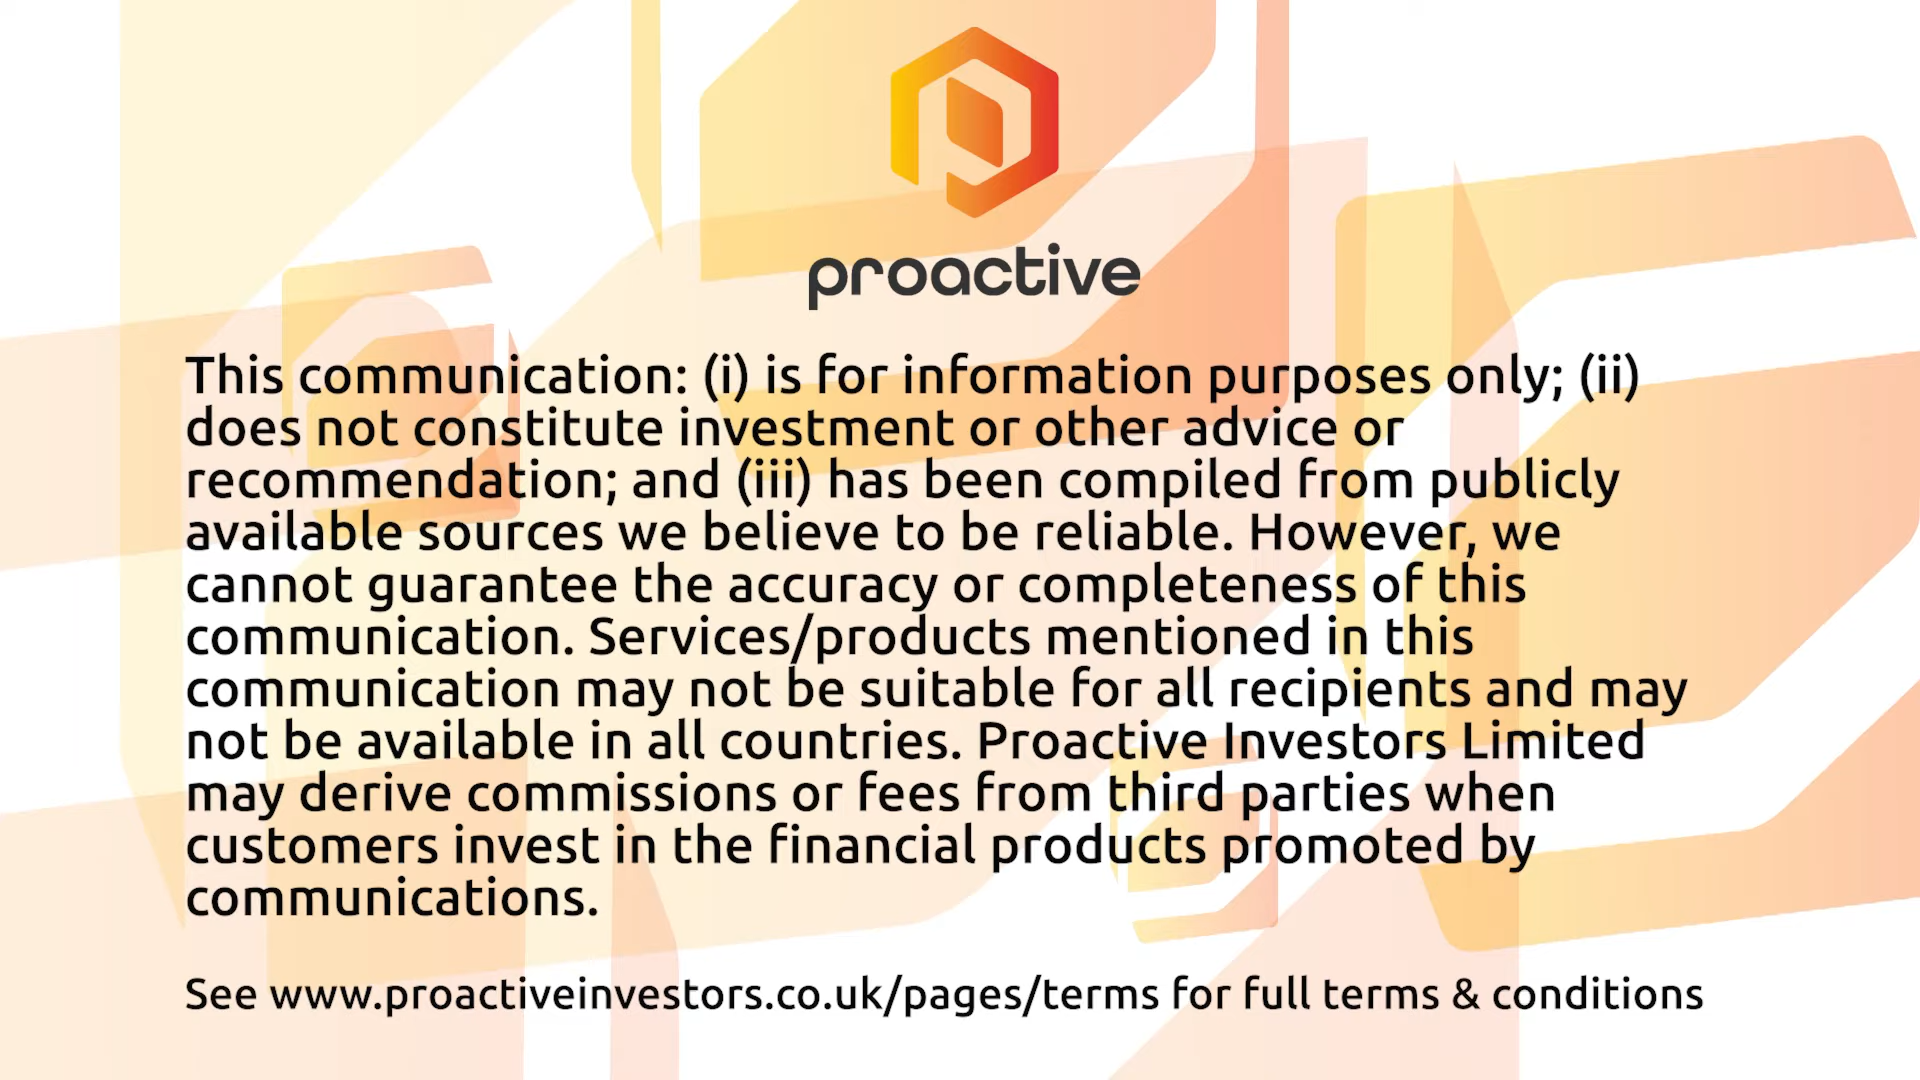 proactive
This communication: (i) is for information purposes only; (ii)
does not constitute investment or other advice or
recommendation; and (iii) has been compiled from publicly
available sources we believe to be reliable. However, we
cannot guarantee the accuracy or completeness of this
communication. Services/products mentioned in this
communication may not be suitable for all recipients and may
not be available in all countries. Proactive Investors Limited
may derive commissions or fees from third parties when
customers invest in the financial products promoted by
communications.
See www.proactiveinvestors.co.uk/pages/terms for full terms & conditions